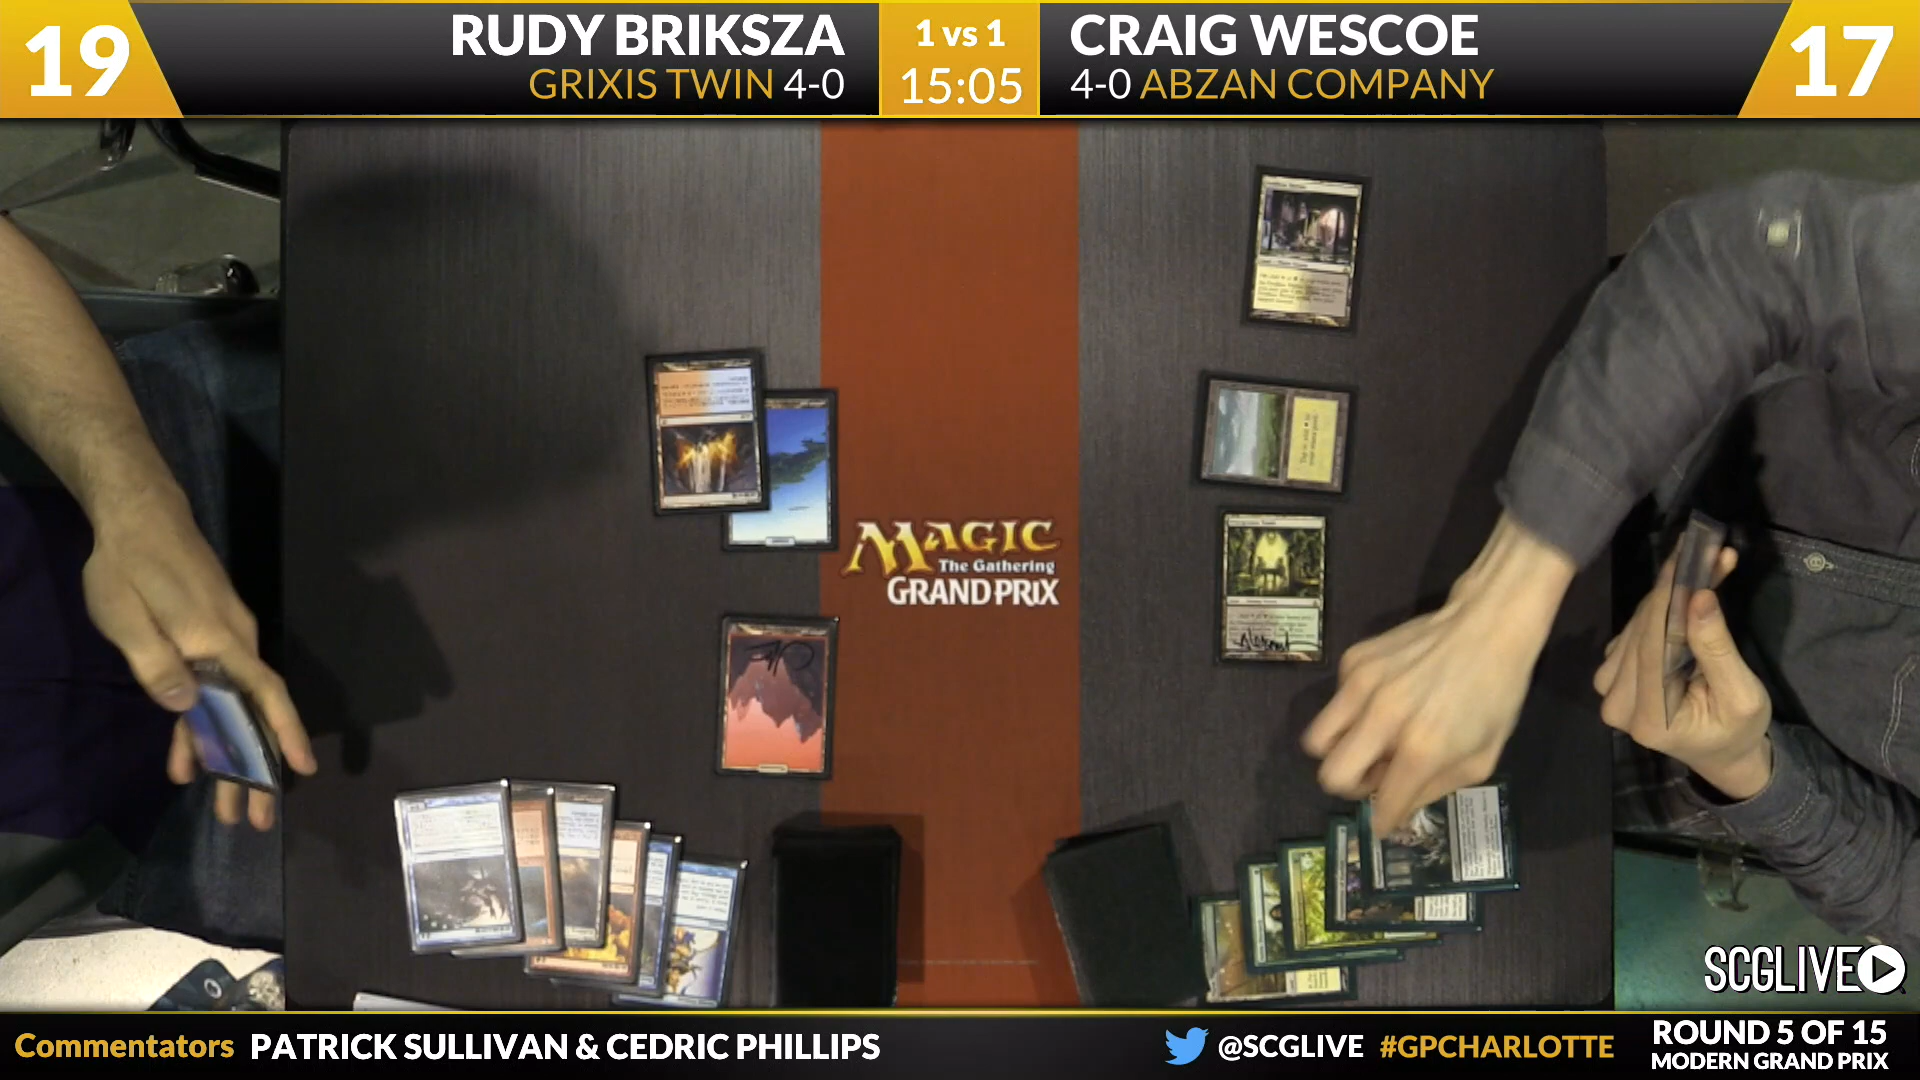 19
RUDY BRIKSZA
GRIXIS TWIN 4-0
1 vs 1
15:05
CRAIG WESCOE
4-0 ABZAN COMPANY
17
MAGIC
The Gathering
GRAND PRIX
SCGLIVE
Commentators PATRICK SULLIVAN & CEDRIC PHILLIPS
@SCGLIVE #GPCHARLOTTE
ROUND 5 OF 15
MODERN GRAND PRIX